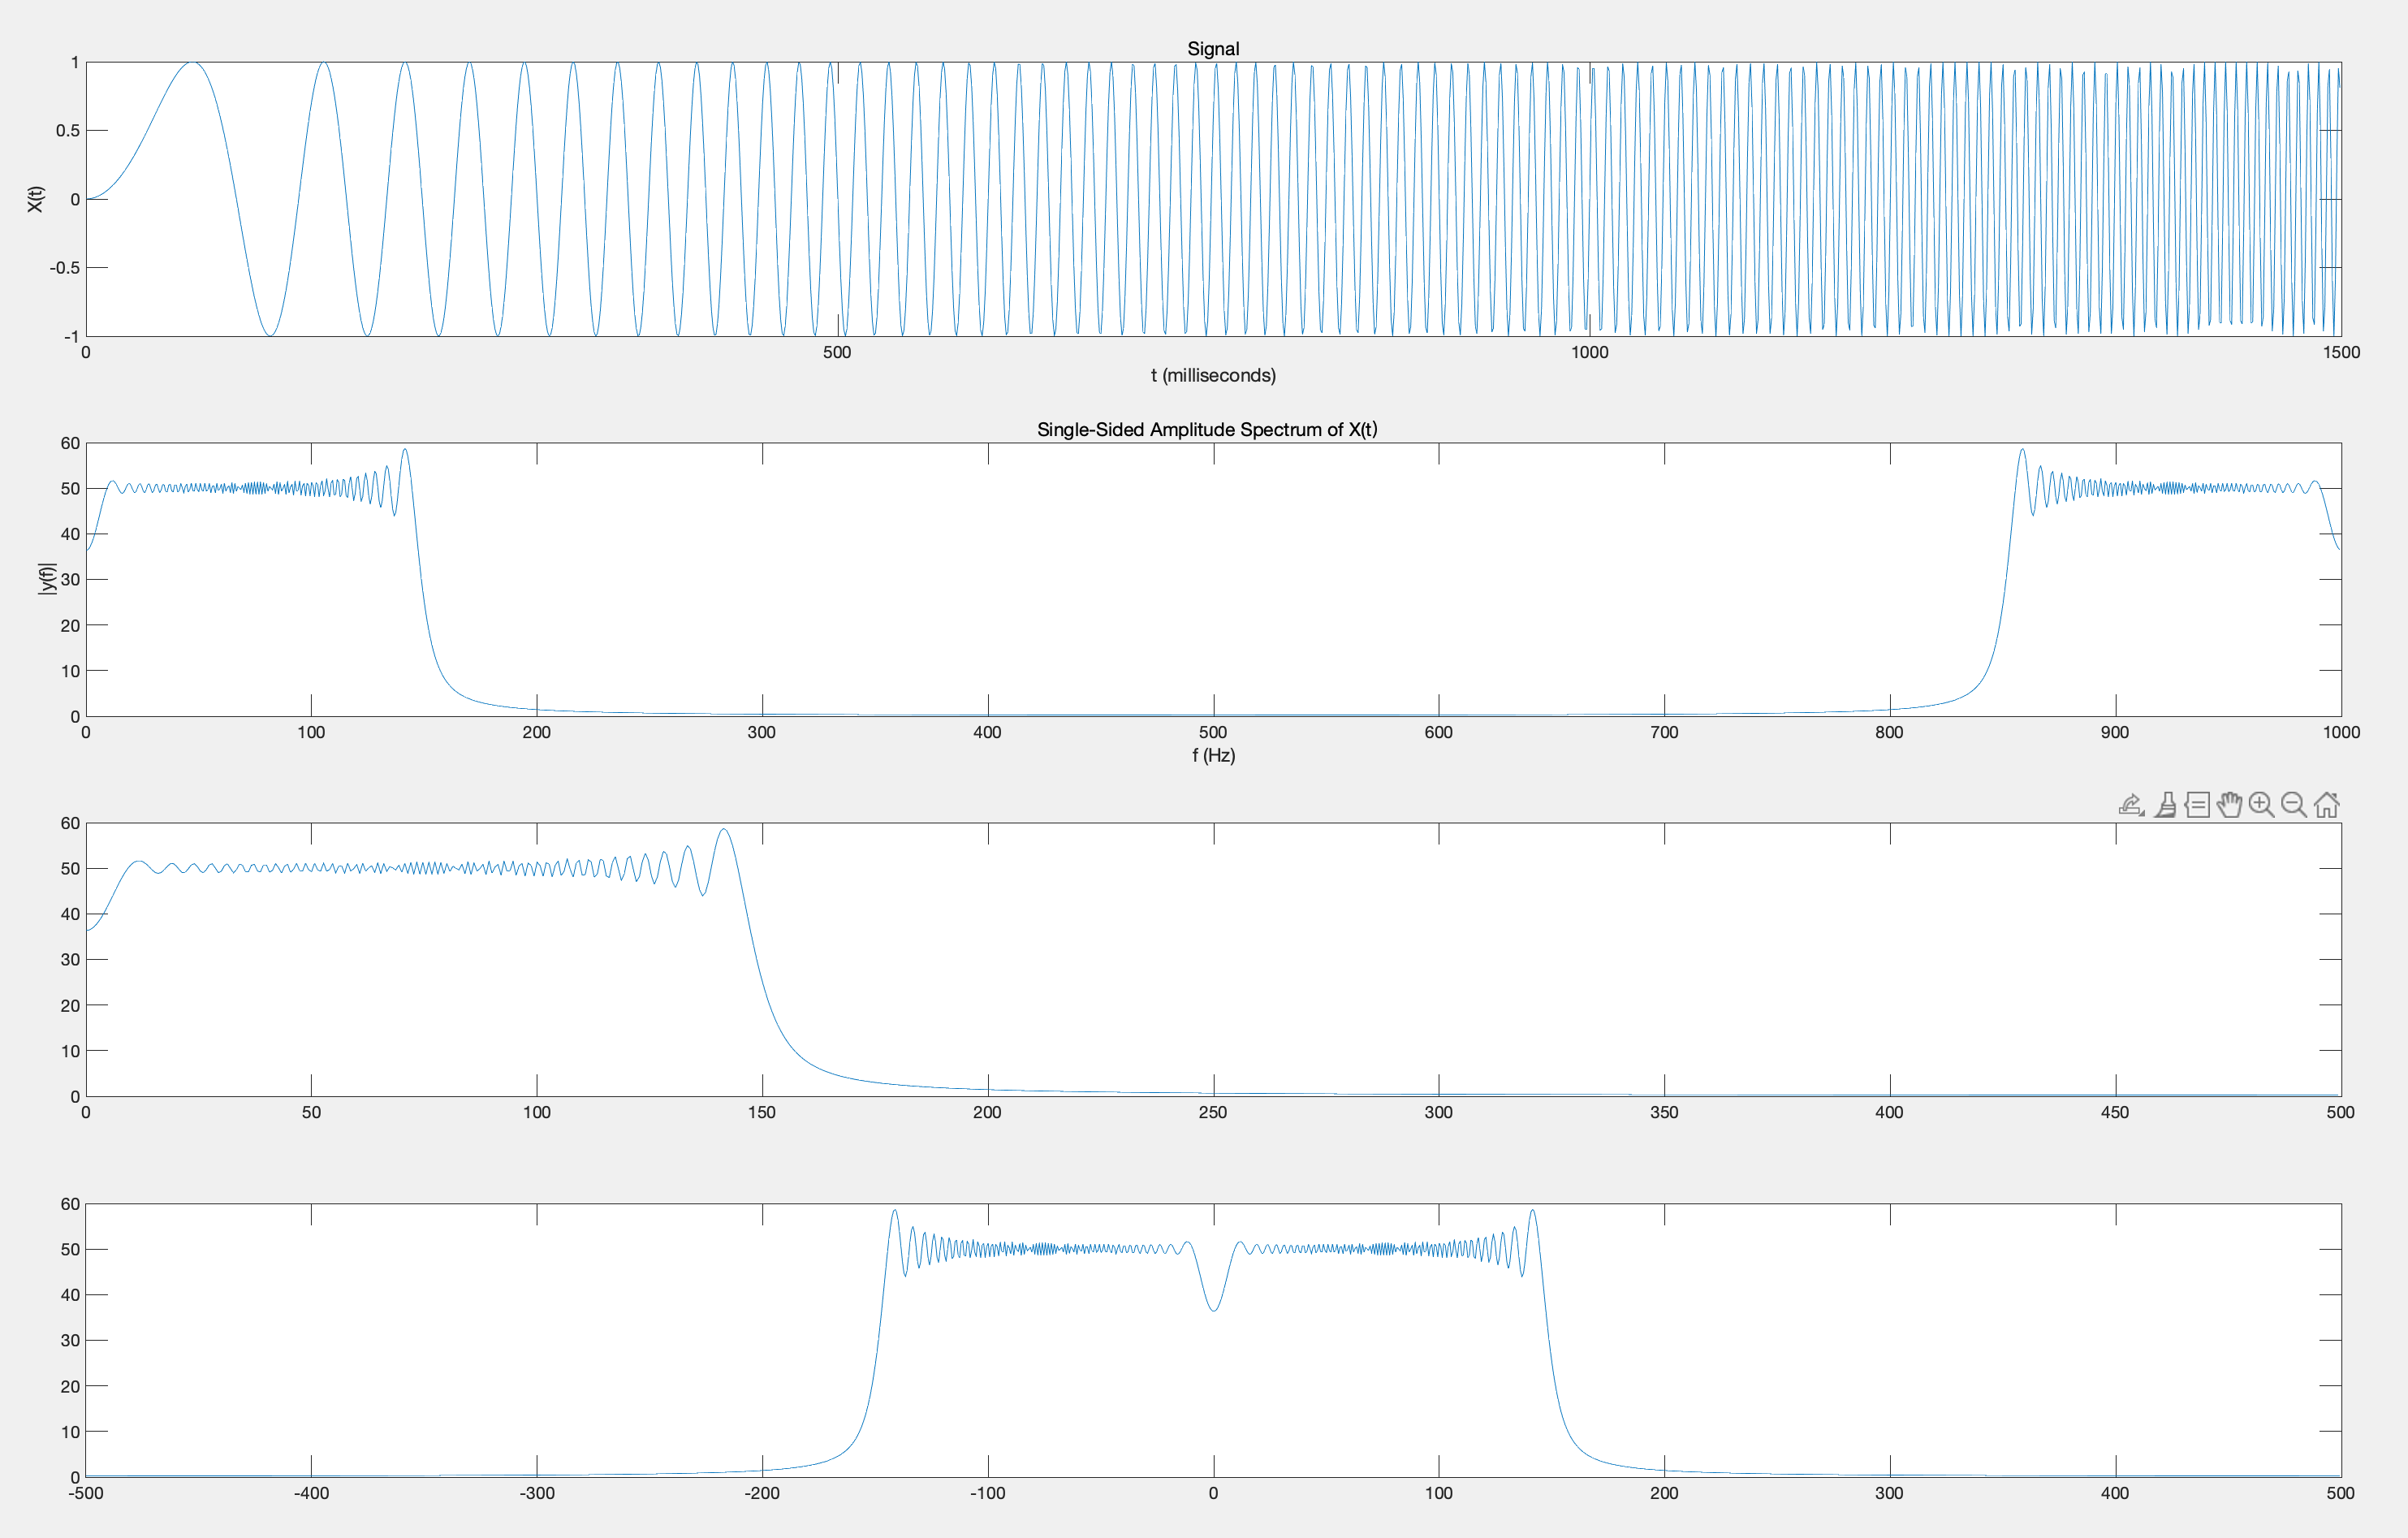 Signal
1
0.5
0
-0.5
-1
X(t)
0 500 1000 1500
t (milliseconds)
Single-Sided Amplitude Spectrum of X(t)
60
50
40
30
20
10
0
|y(f)|
0 100 200 300 400 500 600 700 800 900 1000
f (Hz)
60
50
40
30
20
10
0
0 50 100 150 200 250 300 350 400 450 500
60
50
40
30
20
10
0
-500 -400 -300 -200 -100 0 100 200 300 400 500